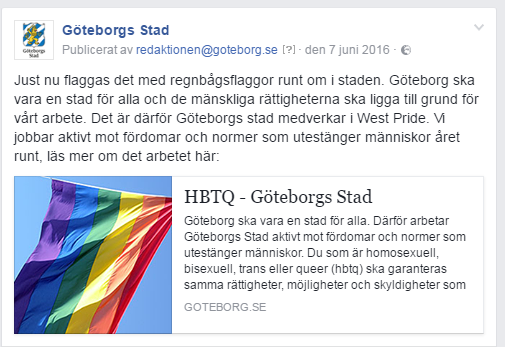 Göteborgs Stad
Göteborgs Stad
Publicerat av redaktionen@goteborg.se [?] · den 7 juni 2016 ·
Just nu flaggas det med regnbågsflaggor runt om i staden. Göteborg ska
vara en stad för alla och de mänskliga rättigheterna ska ligga till grund för
vårt arbete. Det är därför Göteborgs stad medverkar i West Pride. Vi
jobbar aktivt mot fördomar och normer som utestänger människor året
runt, läs mer om det arbetet här:
HBTQ - Göteborgs Stad
Göteborg ska vara en stad för alla. Därför arbetar
Göteborgs Stad aktivt mot fördomar och normer som
utestänger människor. Du som är homosexuell,
bisexuell, trans eller queer (hbtq) ska garanteras
samma rättigheter, möjligheter och skyldigheter som
GOTEBORG.SE